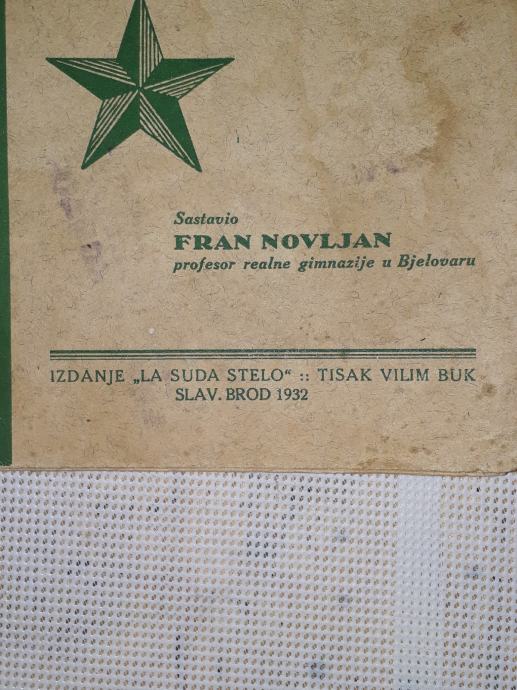 Sastavio
FRAN NOVLJAN
profesor realne gimnazije u Bjelovaru
IZDANJE „LA SUDA STELO“ :: TISAK VILIM BUK
SLAV. BROD 1932